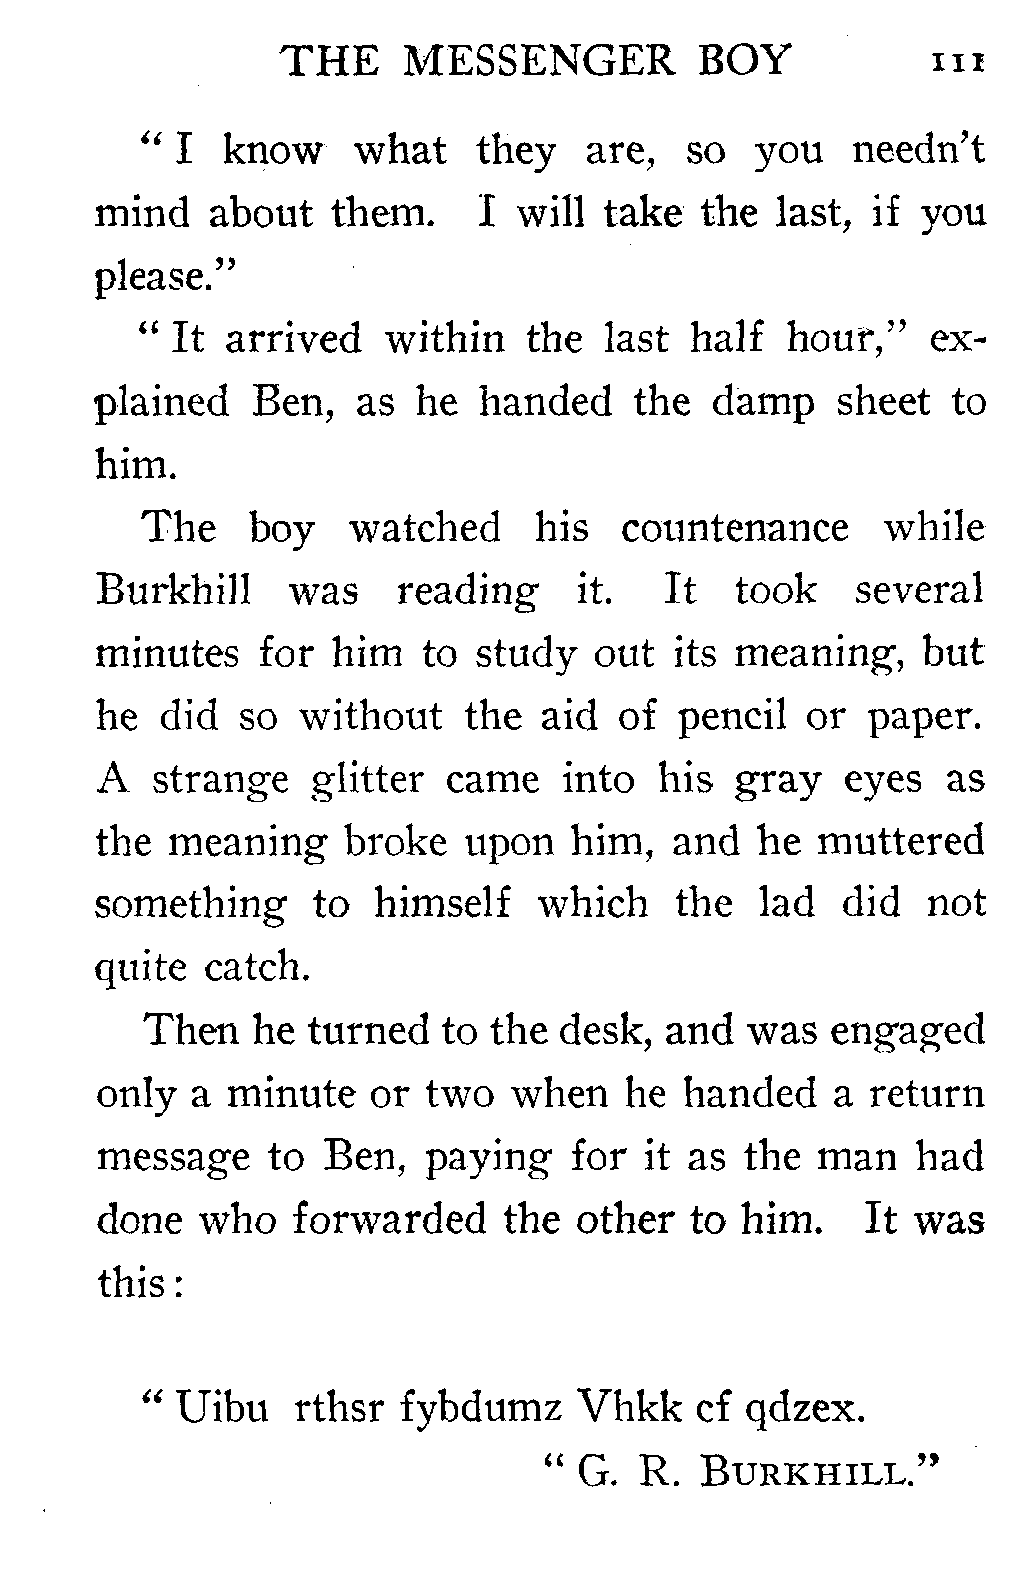 THE MESSENGER BOY 111
“ I know what they are, so you needn’t
mind about them. I will take the last, if you
please.”
“ It arrived within the last half hour,” ex-
plained Ben, as he handed the damp sheet to
him.
The boy watched his countenance while
Burkhill was reading it. It took several
minutes for him to study out its meaning, but
he did so without the aid of pencil or paper.
A strange glitter came into his gray eyes as
the meaning broke upon him, and he muttered
something to himself which the lad did not
quite catch.
Then he turned to the desk, and was engaged
only a minute or two when he handed a return
message to Ben, paying for it as the man had
done who forwarded the other to him. It was
this :
“ Uibu rthsr fybdumz Vhkk cf qdzex.
“ G. R. BURKHILL.”